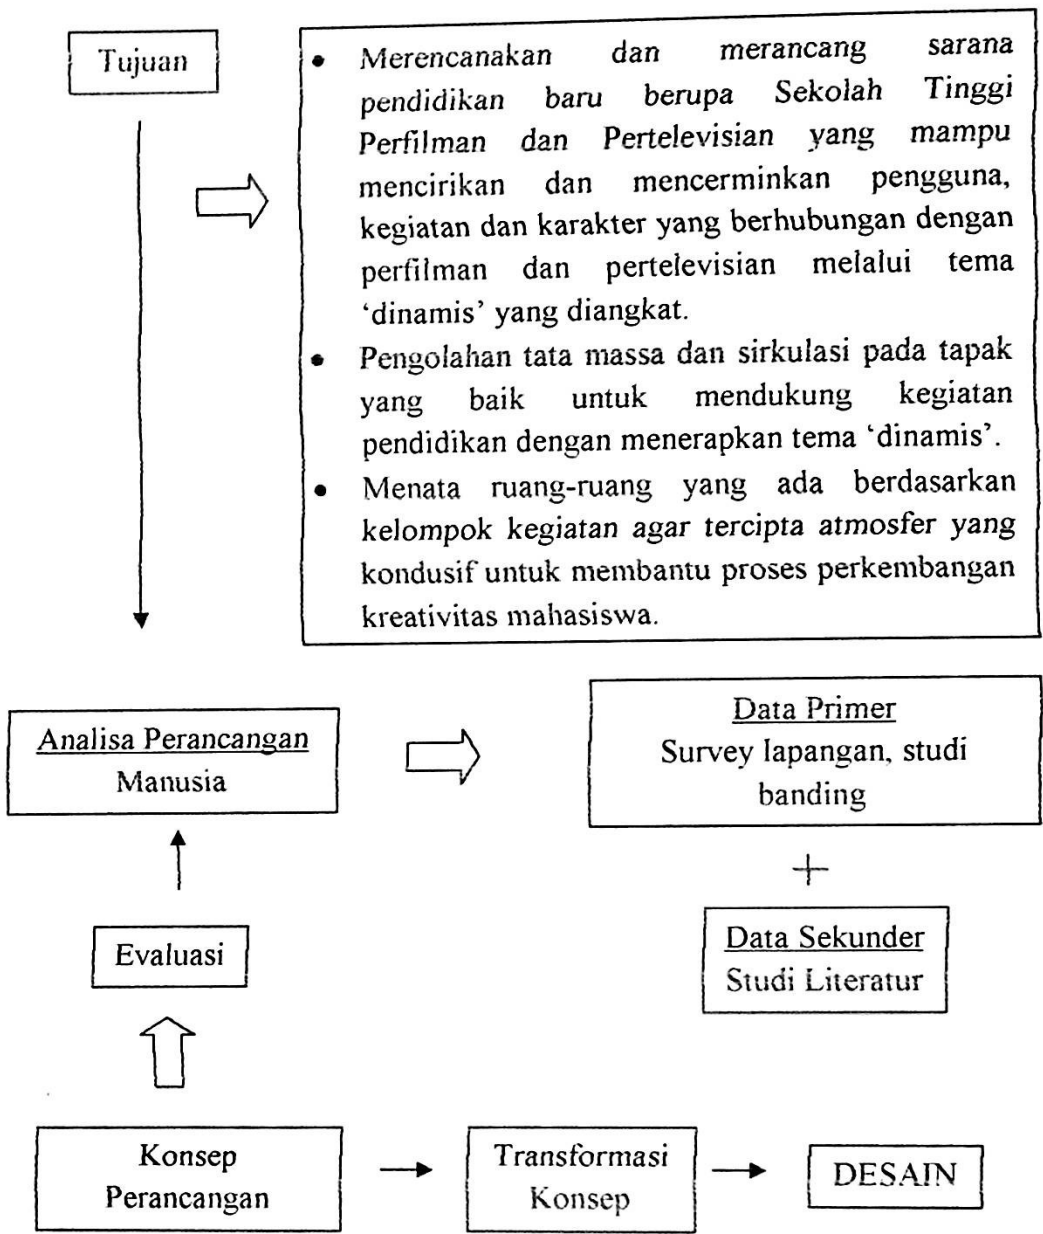 Tujuan
• Merencanakan dan merancang sarana
pendidikan baru berupa Sekolah Tinggi
Perfilman dan Pertelevisian yang mampu
mencirikan dan mencerminkan pengguna,
kegiatan dan karakter yang berhubungan dengan
perfilman dan pertelevisian melalui tema
‘dinamis’ yang diangkat.
• Pengolahan tata massa dan sirkulasi pada tapak
yang baik untuk mendukung kegiatan
pendidikan dengan menerapkan tema ‘dinamis’.
• Menata ruang-ruang yang ada berdasarkan
kelompok kegiatan agar tercipta atmosfer yang
kondusif untuk membantu proses perkembangan
kreativitas mahasiswa.
Analisa Perancangan
Manusia
Data Primer
Survey lapangan, studi
banding
+
Data Sekunder
Studi Literatur
Evaluasi
Konsep
Perancangan
Transformasi
Konsep
DESAIN